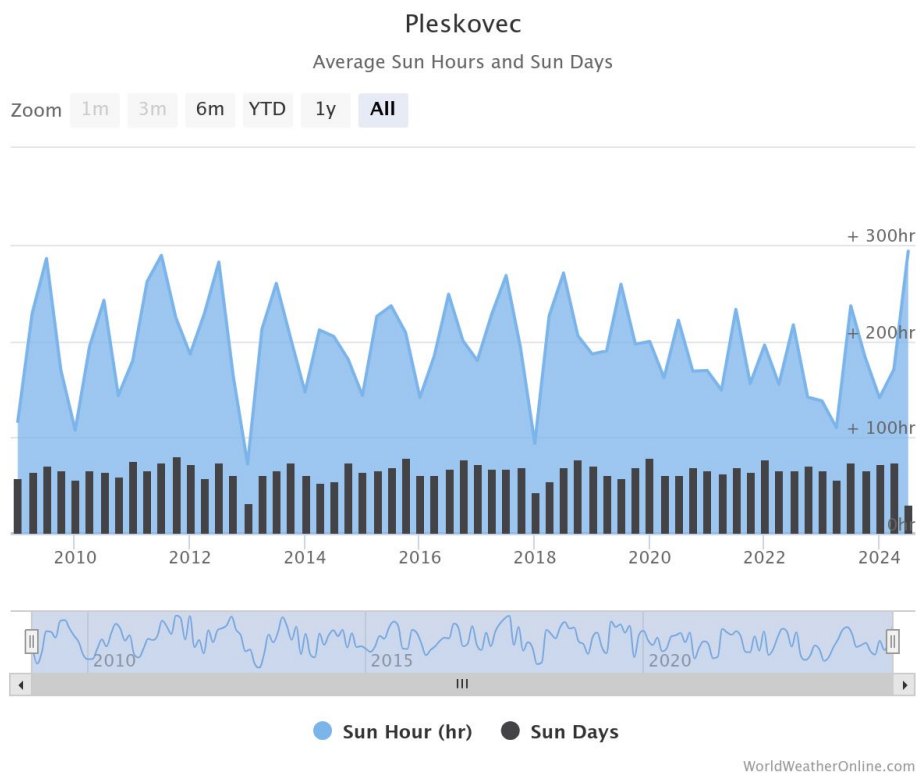 Pleskovec
Average Sun Hours and Sun Days
Zoom 1m 3m 6m YTD 1y All
+ 300hr
+ 200hr
+ 100hr
0hr
2010 2012 2014 2016 2018 2020 2022 2024
2010 2015 2020
Sun Hour (hr) Sun Days
WorldWeatherOnline.com